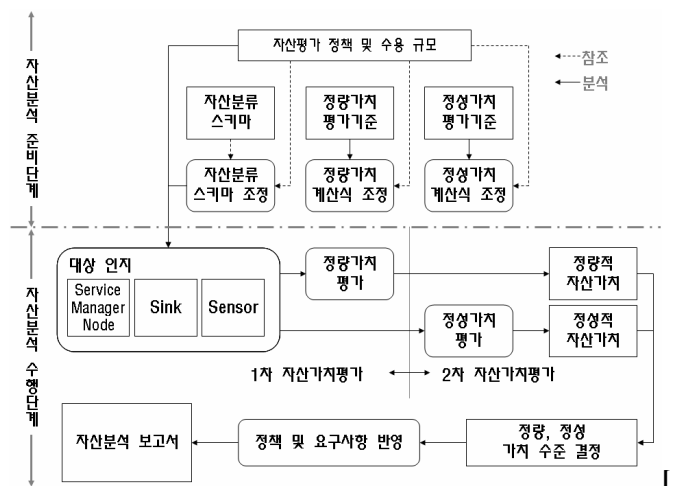 자산평가 정책 및 수용 규모
참조
분석
자산분석 준비단계
자산분류
스키마
정량가치
평가기준
정성가치
평가기준
자산분류
스키마 조정
정량가치
계산식 조정
정성가치
계산식 조정
자산분석 수행단계
대상 인지
Service
Manager
Node
Sink
Sensor
정량가치
평가
정량적
자산가치
정성가치
평가
정성적
자산가치
1차 자산가치평가
2차 자산가치평가
자산분석 보고서
정책 및 요구사항 반영
정량, 정성
가치 수준 결정